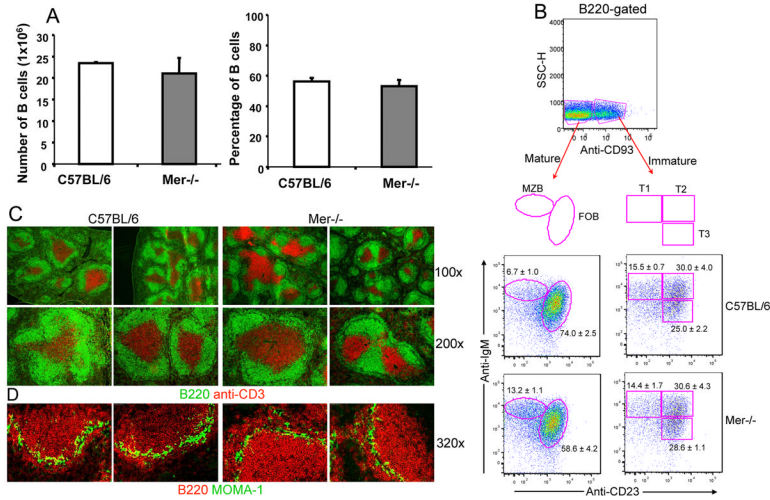 A
Number of B cells (1x10⁶)
30
25
20
15
10
5
0
C57BL/6
Mer-/-
Percentage of B cells
100
80
60
40
20
0
C57BL/6
Mer-/-
B
B220-gated
SSC-H
4000
3000
2000
1000
0
Anti-CD93
Mature
Immature
MZB
FOB
T1
T2
T3
C
C57BL/6
Mer-/-
100x
200x
B220 anti-CD3
D
320x
B220 MOMA-1
6.7 ± 1.0
74.0 ± 2.5
15.5 ± 0.7
30.0 ± 4.0
25.0 ± 2.2
C57BL/6
13.2 ± 1.1
58.6 ± 4.2
14.4 ± 1.7
30.6 ± 4.3
28.6 ± 1.1
Mer-/-
Anti-IgM
Anti-CD23